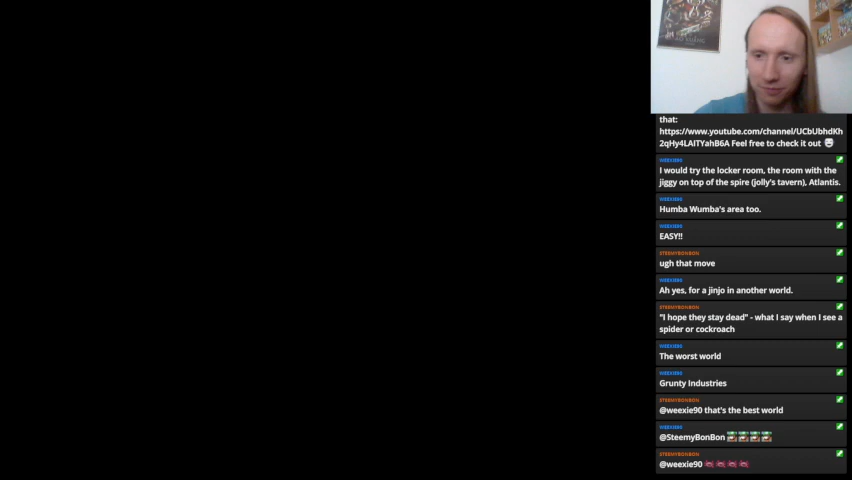 that:
https://www.youtube.com/channel/UCbUbhdKh
2qHy4LAITYahB6A Feel free to check it out
WEEXIE90
I would try the locker room, the room with the
jiggy on top of the spire (jolly's tavern), Atlantis.
WEEXIE90
Humba Wumba's area too.
WEEXIE90
EASY!!
STEEMYBONBON
ugh that move
WEEXIE90
Ah yes, for a jinjo in another world.
STEEMYBONBON
"I hope they stay dead" - what I say when I see a
spider or cockroach
WEEXIE90
The worst world
WEEXIE90
Grunty Industries
STEEMYBONBON
@weexie90 that's the best world
WEEXIE90
@SteemyBonBon
STEEMYBONBON
@weexie90